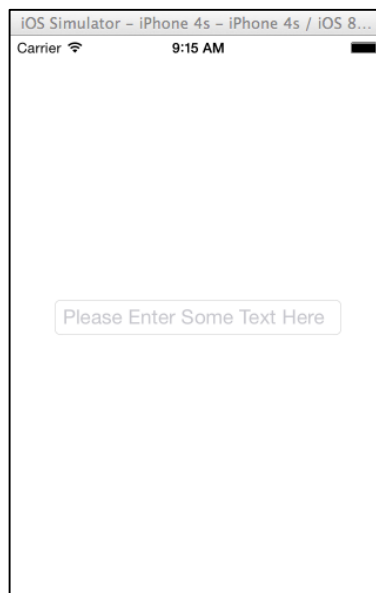 iOS Simulator – iPhone 4s – iPhone 4s / iOS 8...
Carrier 9:15 AM
Please Enter Some Text Here